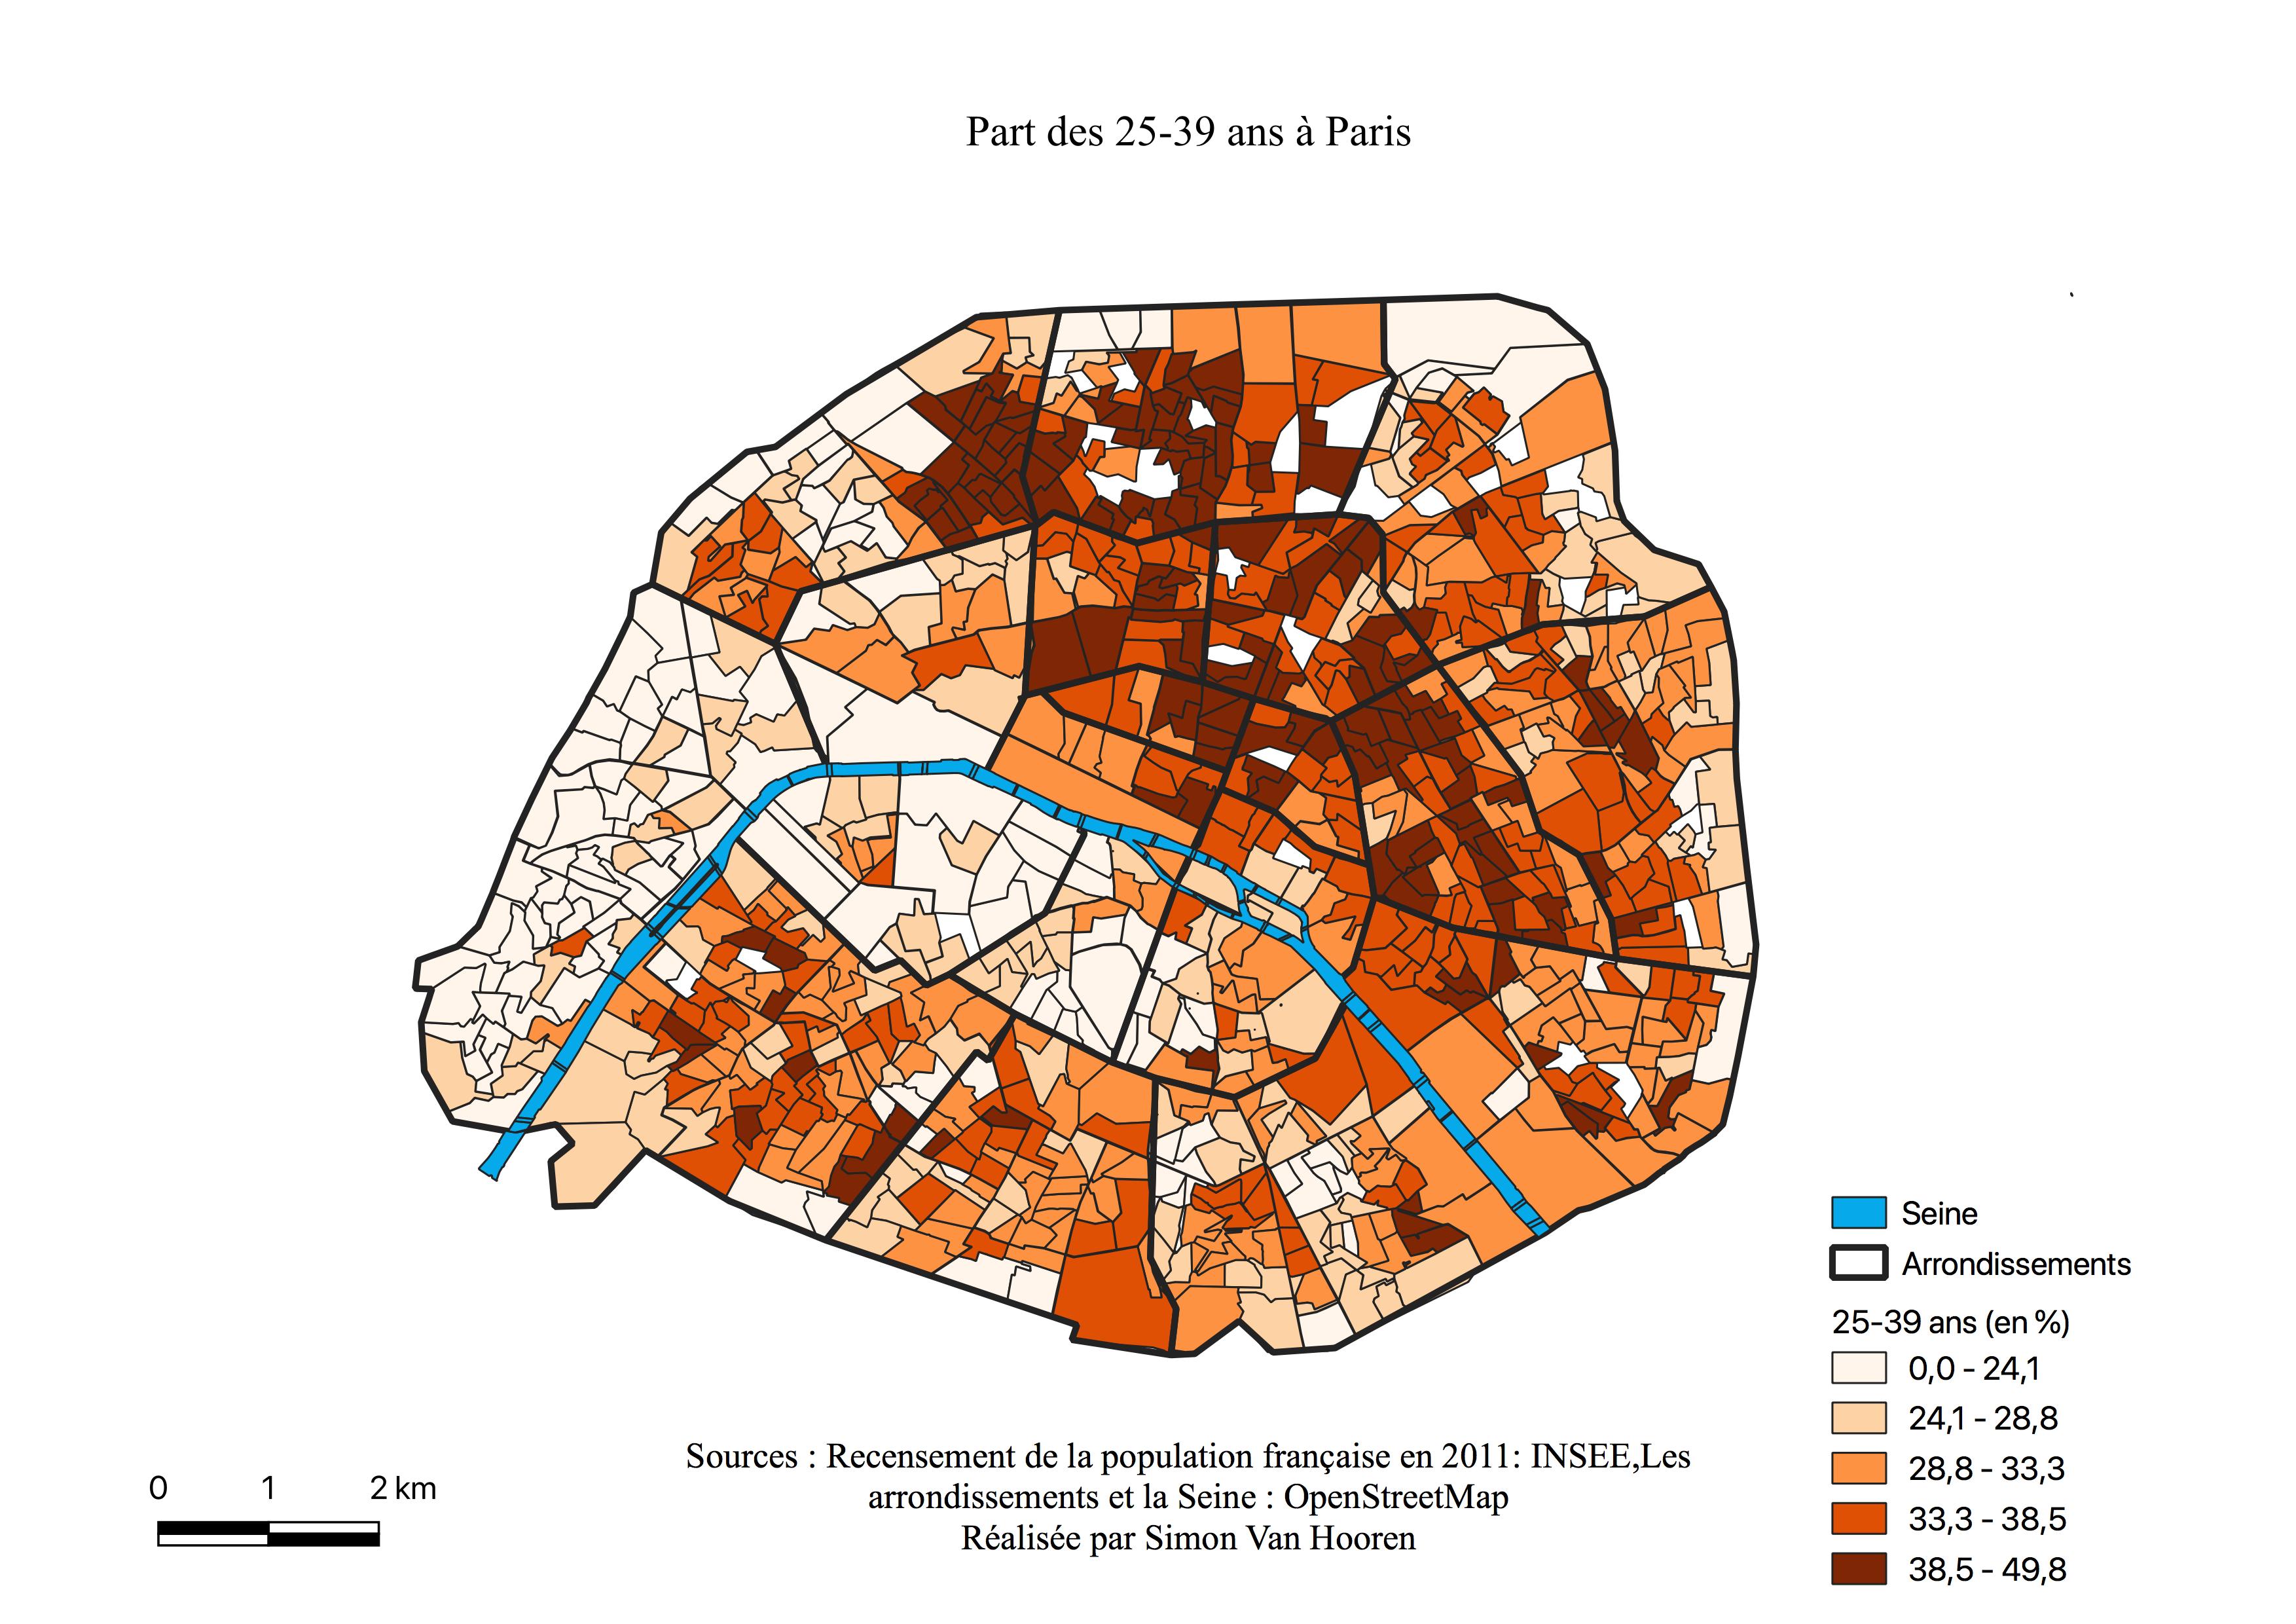 Part des 25-39 ans à Paris
Seine
Arrondissements
25-39 ans (en %)
0,0 - 24,1
24,1 - 28,8
28,8 - 33,3
33,3 - 38,5
38,5 - 49,8
Sources : Recensement de la population française en 2011: INSEE,Les
arrondissements et la Seine : OpenStreetMap
Réalisée par Simon Van Hooren
0 1 2 km